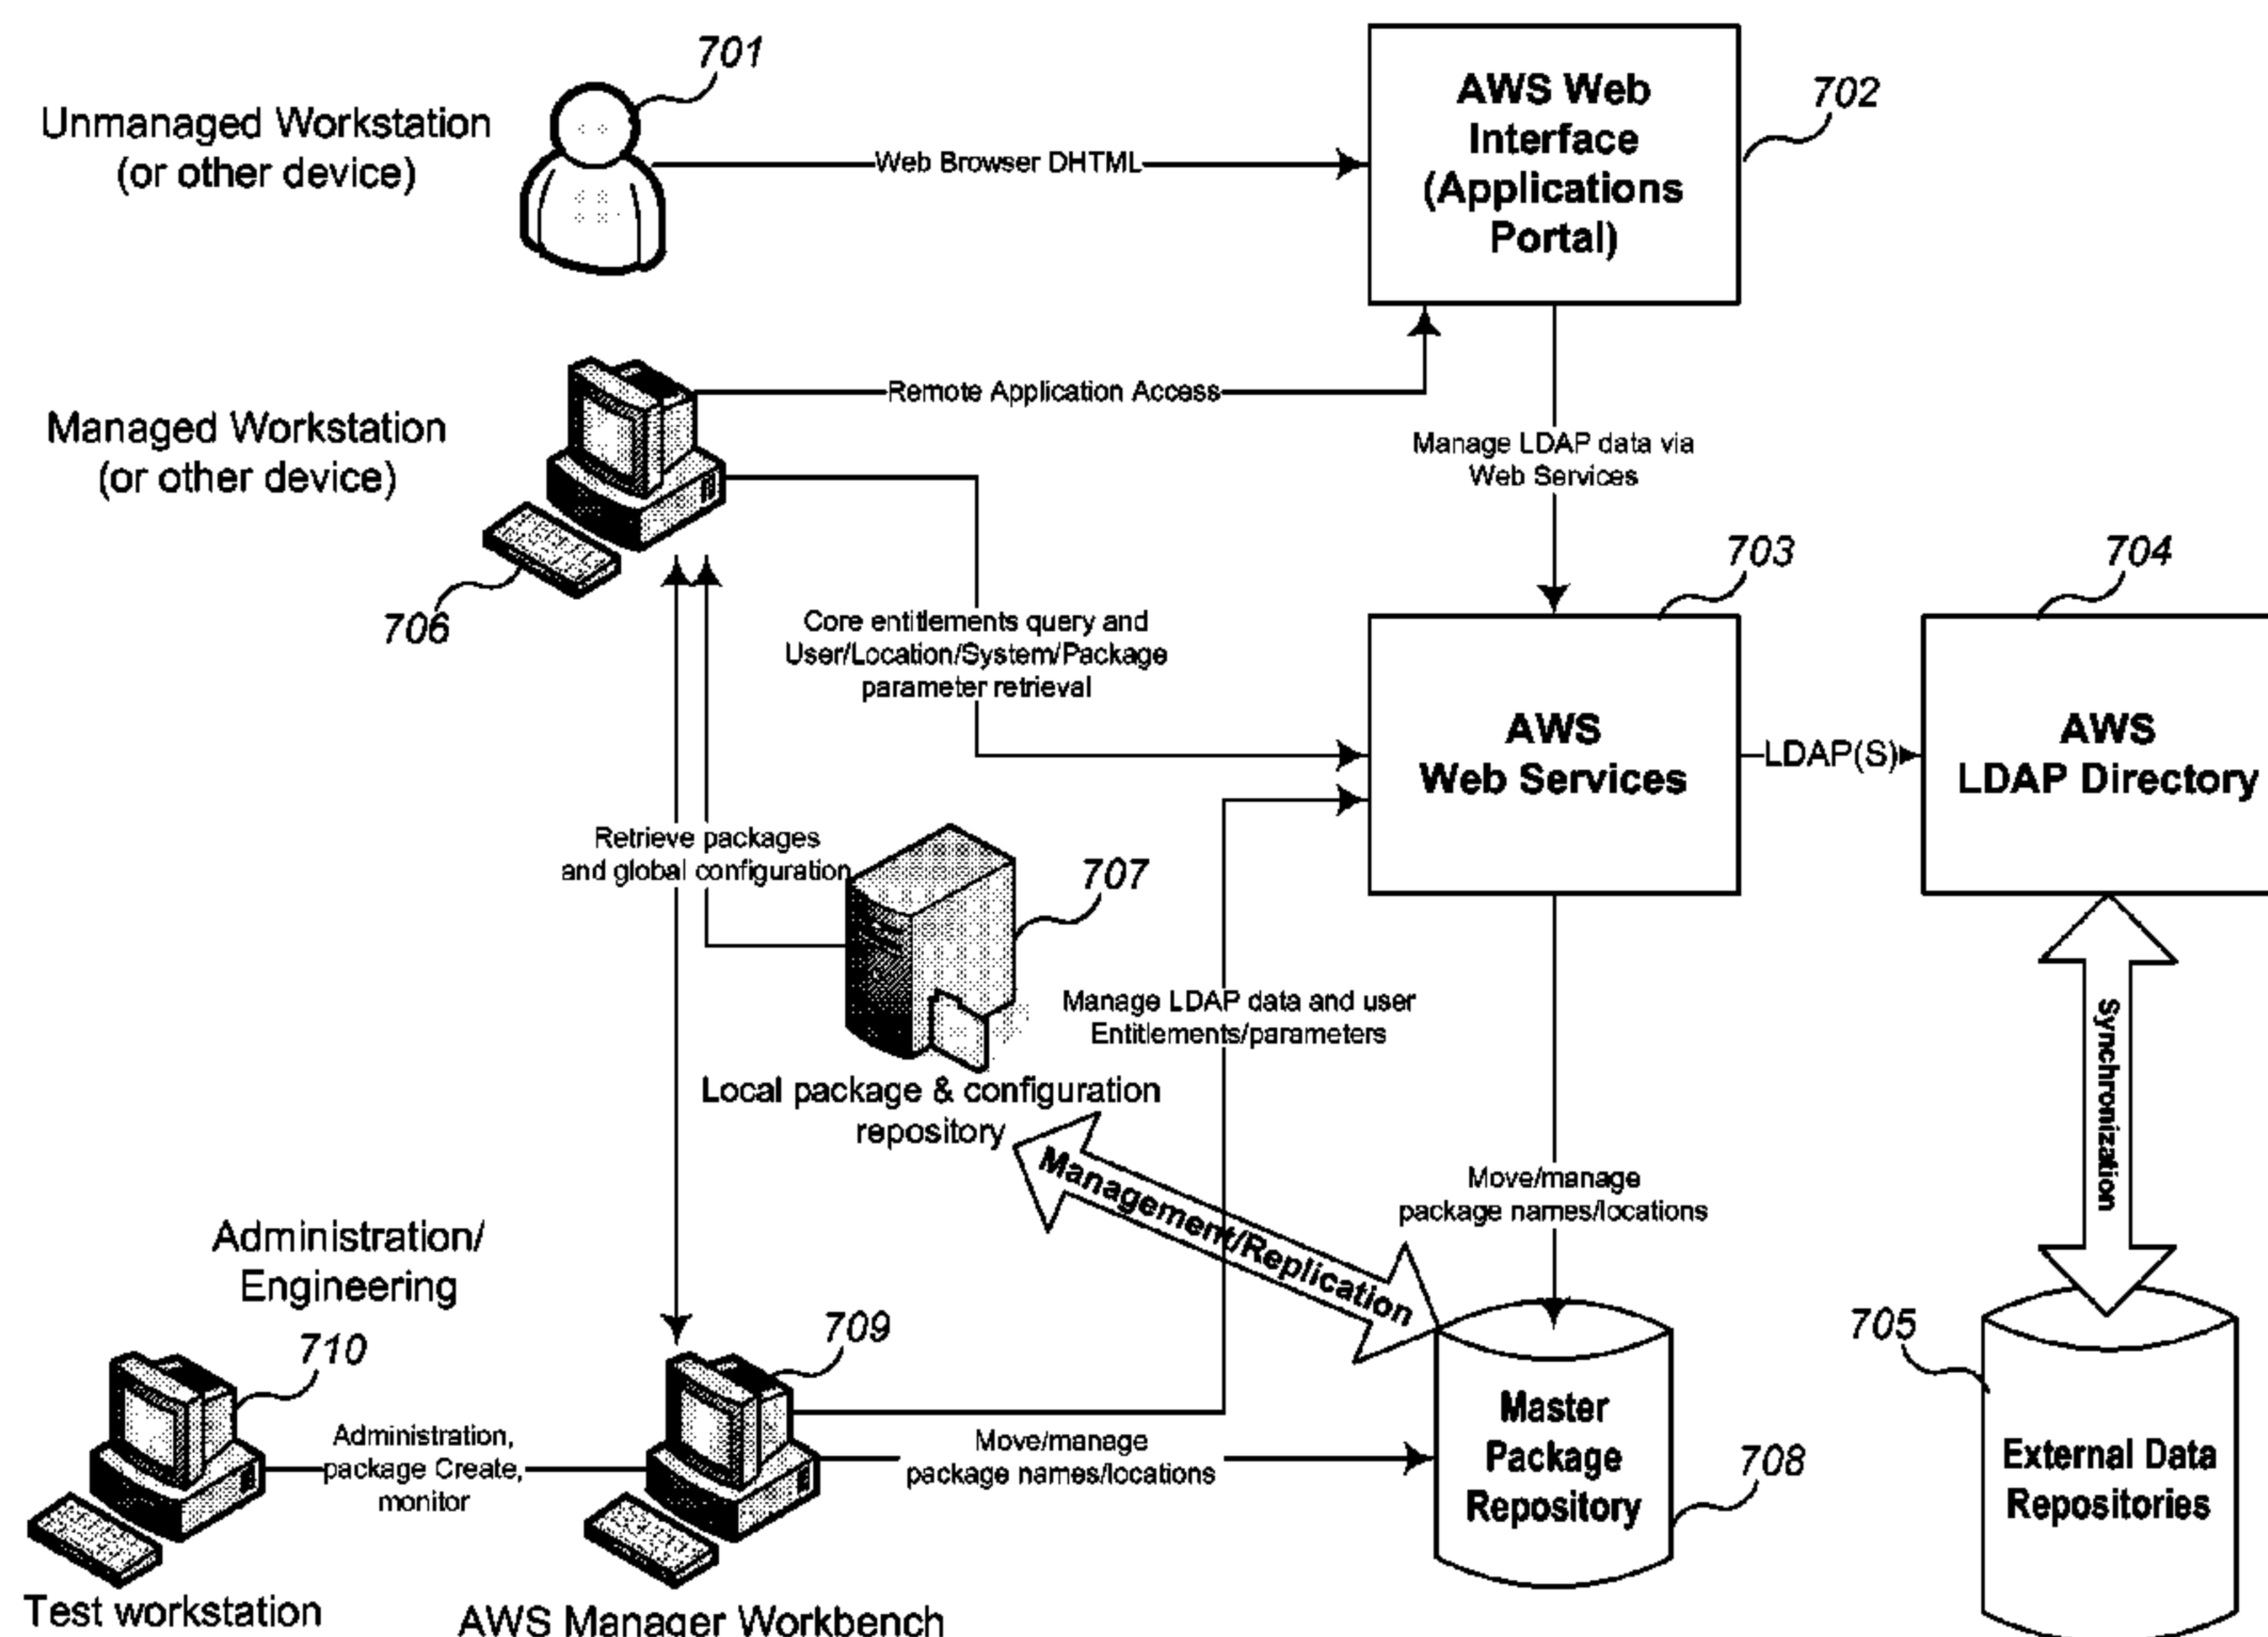 701
Unmanaged Workstation
(or other device)
Web Browser DHTML
AWS Web
Interface
(Applications
Portal)
702
Managed Workstation
(or other device)
706
Remote Application Access
Manage LDAP data via
Web Services
703
704
Core entitlements query and
User/Location/System/Package
parameter retrieval
AWS
Web Services
LDAP(S)
AWS
LDAP Directory
Retrieve packages
and global configuration
707
Local package & configuration
repository
Manage LDAP data and user
Entitlements/parameters
Synchronization
Management/Replication
Move/manage
package names/locations
Administration/
Engineering
710
709
Administration,
package Create,
monitor
Move/manage
package names/locations
Master
Package
Repository
708
705
External Data
Repositories
Test workstation
AWS Manager Workbench